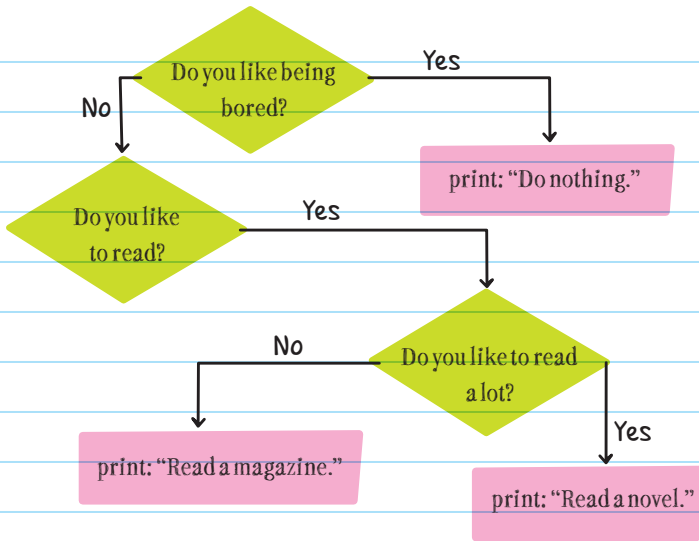 Do you like being
bored?
Yes
No
print: “Do nothing.”
Do you like
to read?
Yes
Do you like to read
a lot?
No
Yes
print: “Read a magazine.”
print: “Read a novel.”